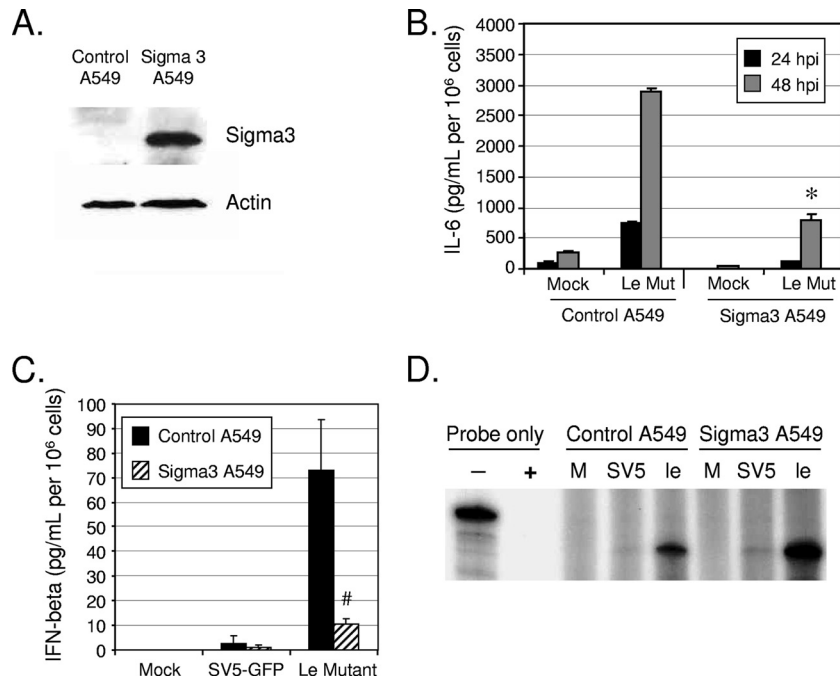 A.
Control
A549
Sigma 3
A549
Sigma3
Actin
B.
IL-6 (pg/mL per 10⁶ cells)
4000
3500
3000
2500
2000
1500
1000
500
0
24 hpi
48 hpi
*
Mock Le Mut Mock Le Mut
Control A549 Sigma3 A549
C.
IFN-beta (pg/mL per 10⁶ cells)
100
90
80
70
60
50
40
30
20
10
0
Control A549
Sigma3 A549
#
Mock SV5-GFP Le Mutant
D.
Probe only Control A549 Sigma3 A549
– + M SV5 le M SV5 le